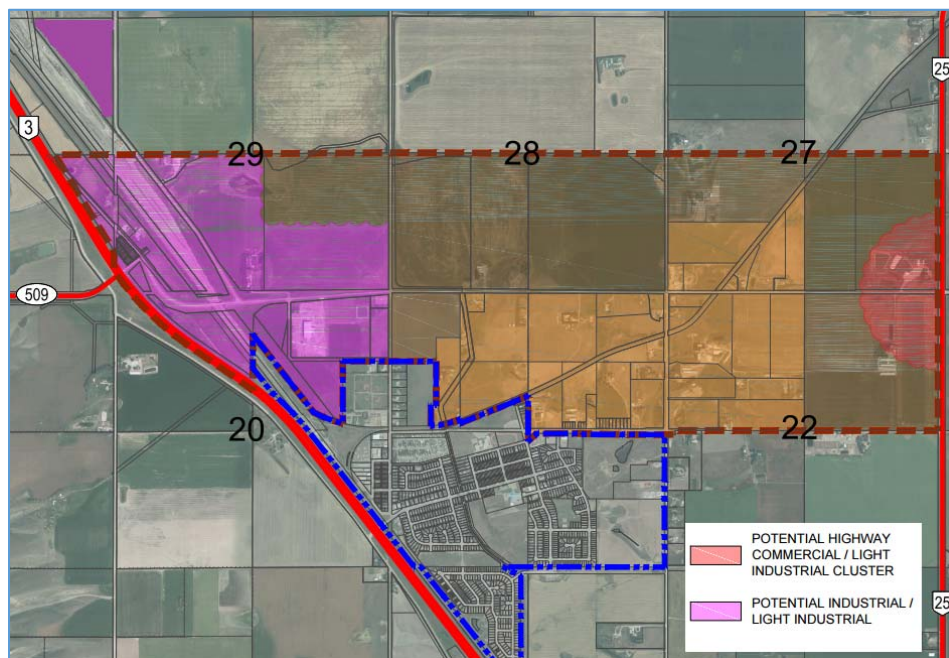 25
3
29
28
27
509
20
22
POTENTIAL HIGHWAY
COMMERCIAL / LIGHT
INDUSTRIAL CLUSTER
POTENTIAL INDUSTRIAL /
LIGHT INDUSTRIAL
25